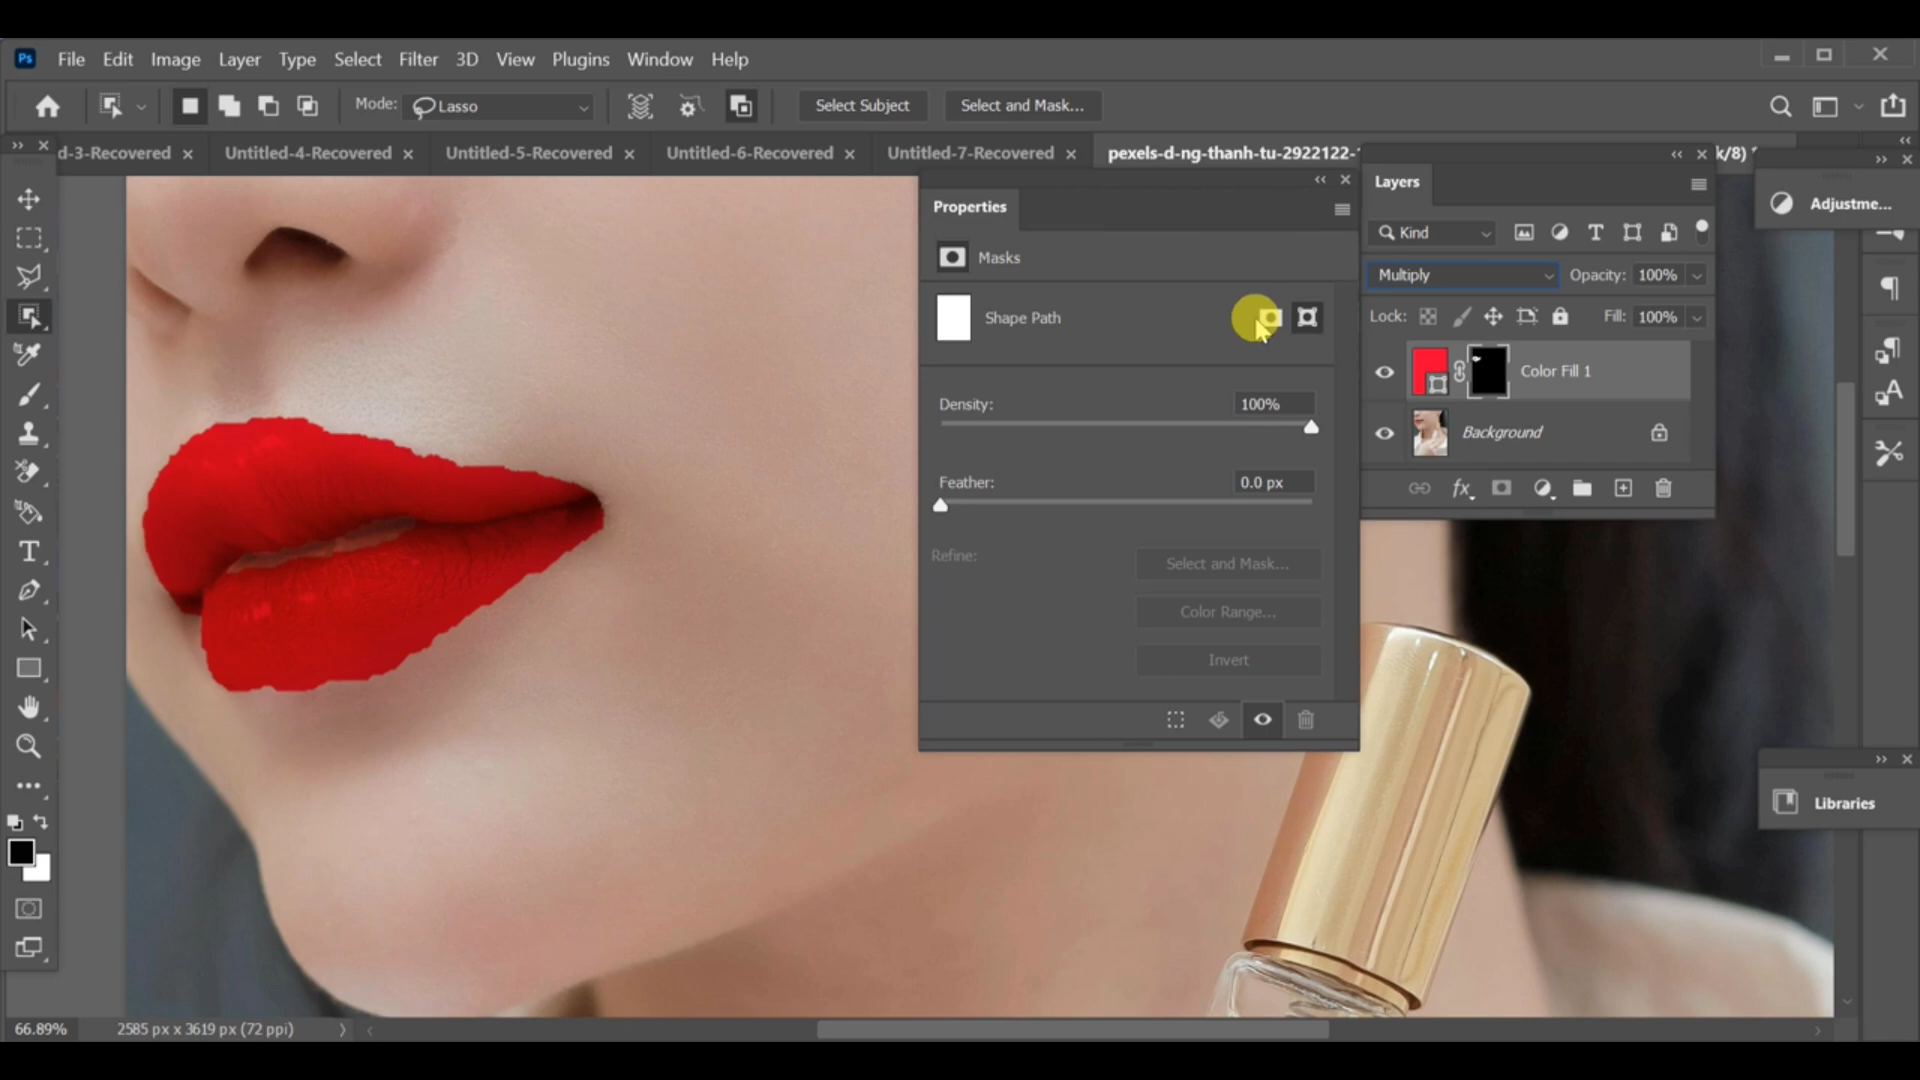 Ps File Edit Image Layer Type Select Filter 3D View Plugins Window Help
Mode: Lasso Select Subject Select and Mask...
d-3-Recovered Untitled-4-Recovered Untitled-5-Recovered Untitled-6-Recovered Untitled-7-Recovered pexels-d-ng-thanh-tu-2922122- k/8)
Properties
Masks
Shape Path
Density: 100%
Feather: 0.0 px
Refine:
Select and Mask...
Color Range...
Invert
Layers
Kind
Multiply Opacity: 100%
Lock: Fill: 100%
Color Fill 1
Background
fx
Adjustme...
Libraries
66.89% 2585 px x 3619 px (72 ppi)